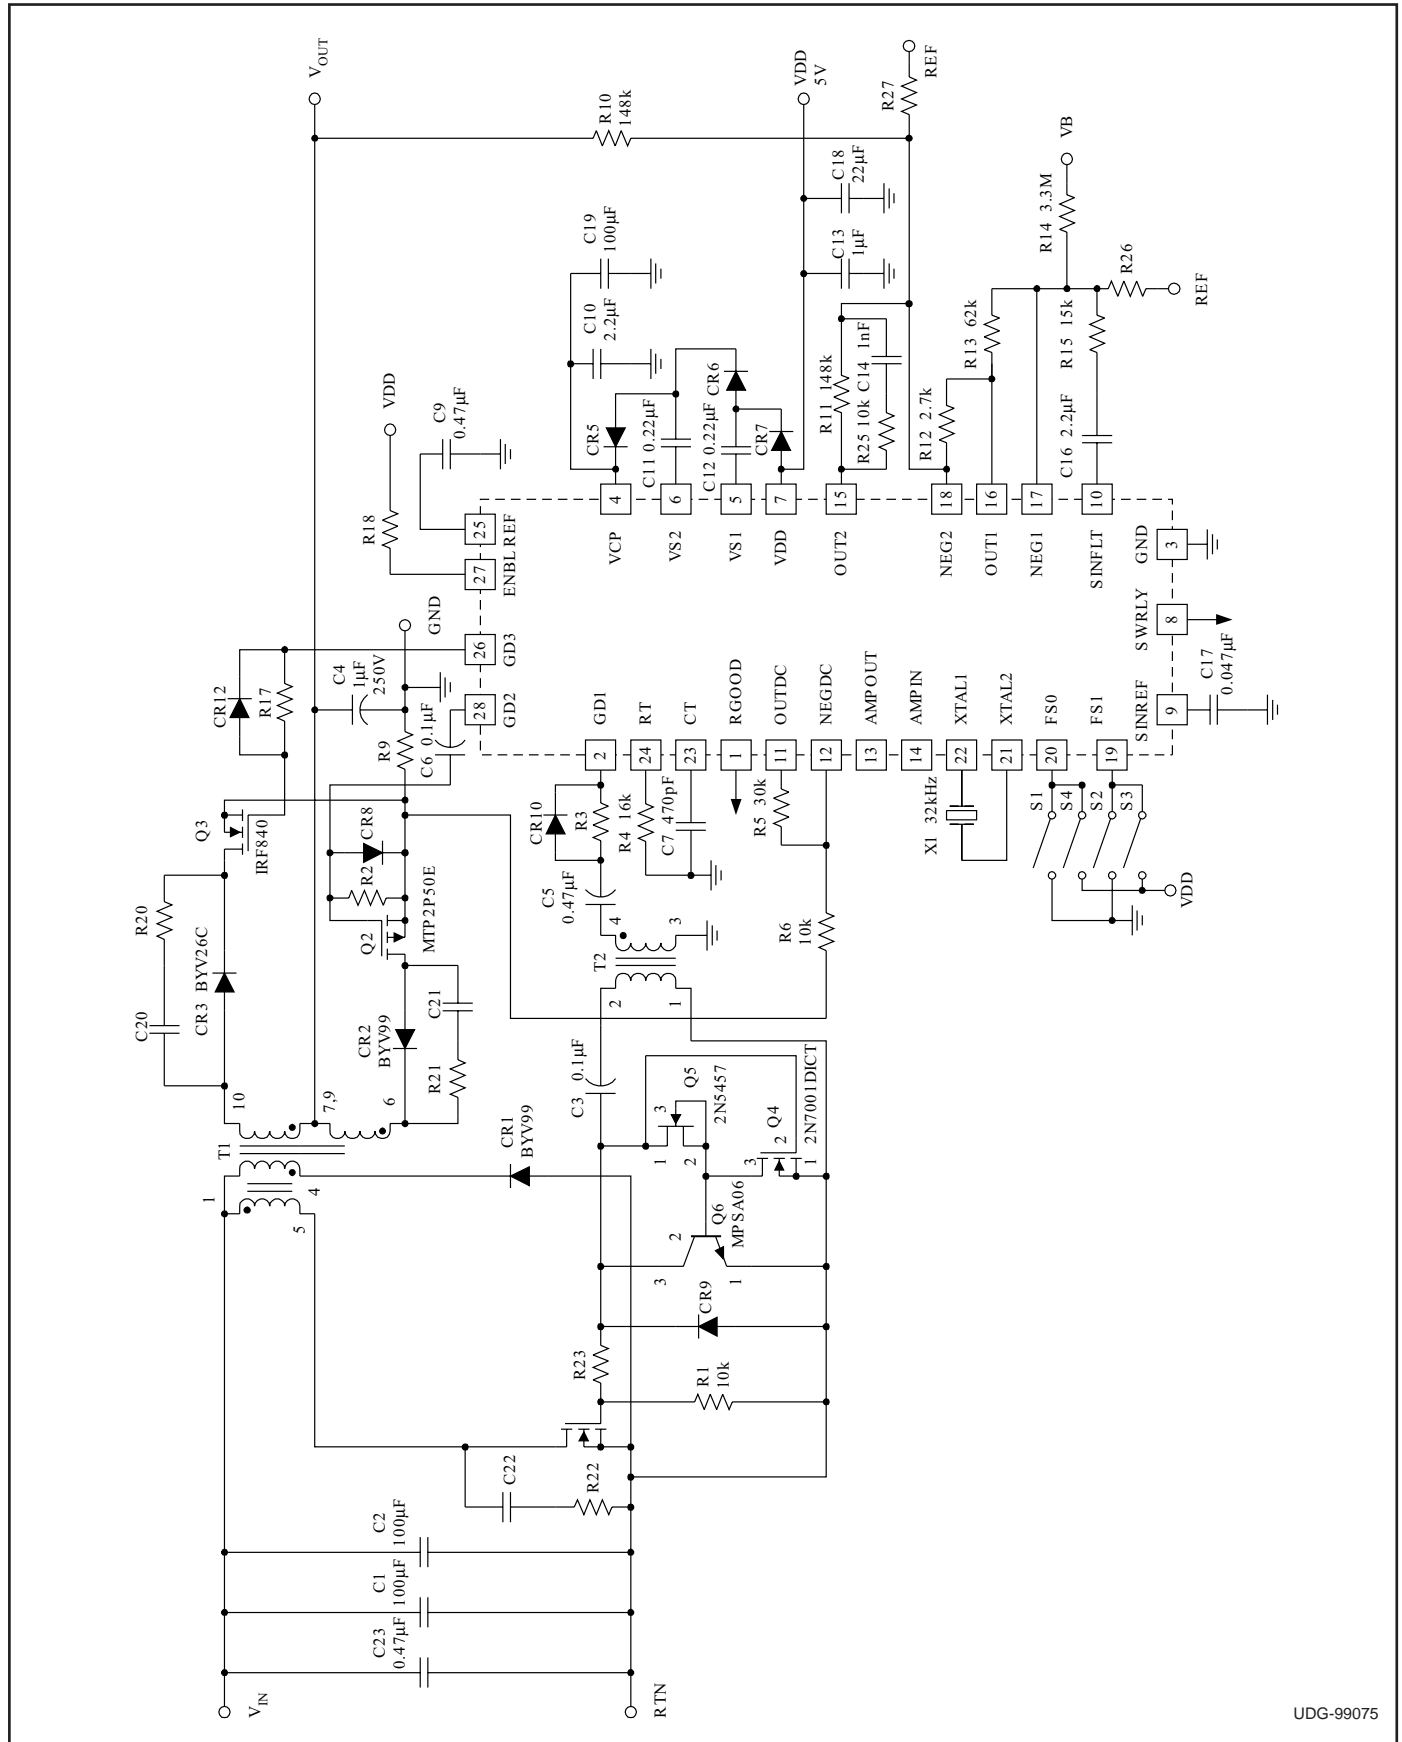 V_OUT
R10
148k
VDD
5V
R27
REF
C19
100µF
C10
2.2µF
C18
22µF
C13
1µF
VB
R14 3.3M
R26
REF
VDD
C9
0.47µF
R18
CR5
C11 0.22µF
CR6
C12 0.22µF
CR7
R11 148k
R25 10k C14 1nF
R12 2.7k
R13 62k
R15 15k
C16 2.2µF
25
REF
27
ENBL
4
VCP
6
VS2
5
VS1
7
VDD
15
OUT2
18
NEG2
16
OUT1
17
NEG1
10
SINFLT
3
GND
8
SWRLY
9
SINREF
C17
0.047µF
GND
26
GD3
28
GD2
CR12
R17
C4
1µF
250V
R9
C6 0.1µF
2
GD1
24
RT
23
CT
1
RGOOD
11
OUTDC
12
NEGDC
13
AMPOUT
14
AMPIN
22
XTAL1
21
XTAL2
20
FS0
19
FS1
Q3
IRF840
CR8
R2
Q2
MTP2P50E
CR10
R3
R4 16k
C7 470pF
R5 30k
X1 32kHz
S1
S4
S2
S3
VDD
R20
C20
CR3 BYV26C
CR2
BYV99
C21
R21
C5
0.47µF
4
3
T2
2
1
R6
10k
10
7,9
6
T1
1
4
5
CR1
BYV99
C3 0.1µF
3
Q5
2N5457
1
2
Q4
3
2
1
2N7001DICT
Q6
MPSA06
2
3
1
CR9
R23
R1
10k
C22
R22
C2
100µF
C1
100µF
C23
0.47µF
V_IN
RTN
UDG-99075